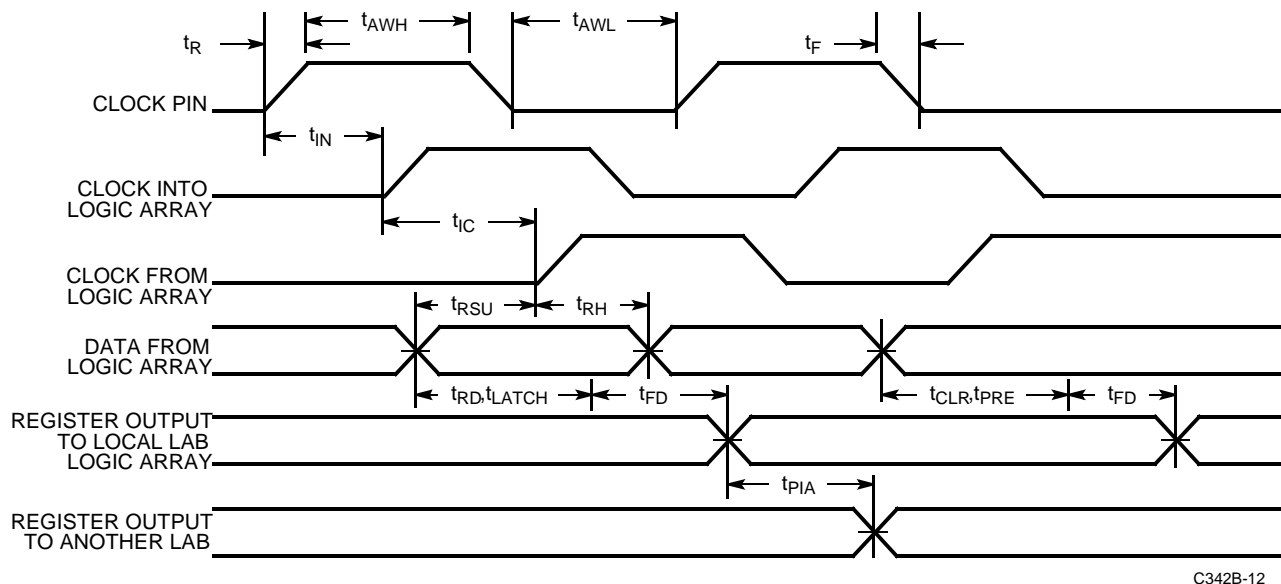 tAWH
tAWL
tR
tF
CLOCK PIN
tIN
CLOCK INTO
LOGIC ARRAY
tIC
CLOCK FROM
LOGIC ARRAY
tRSU
tRH
DATA FROM
LOGIC ARRAY
tRD,tLATCH
tFD
tCLR,tPRE
tFD
REGISTER OUTPUT
TO LOCAL LAB
LOGIC ARRAY
tPIA
REGISTER OUTPUT
TO ANOTHER LAB
C342B-12